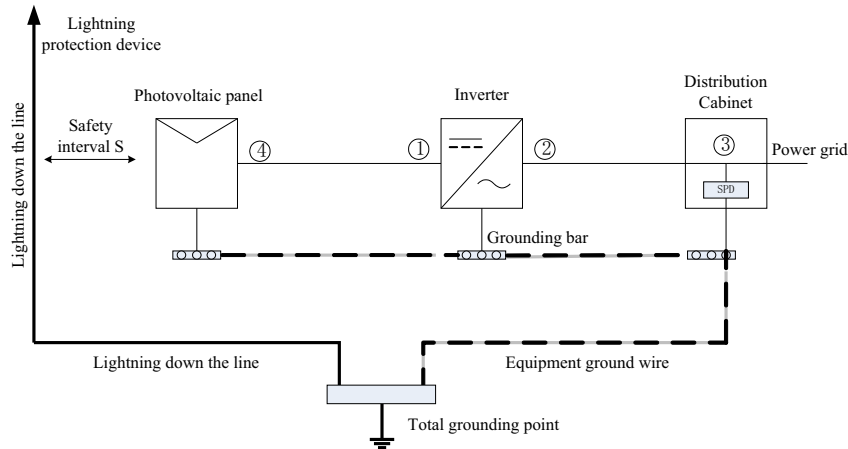 Lightning
protection device
Distribution
Cabinet
Photovoltaic panel
Inverter
Safety
interval S
④
①
②
③
Power grid
SPD
Lightning down the line
Grounding bar
Lightning down the line
Equipment ground wire
Total grounding point